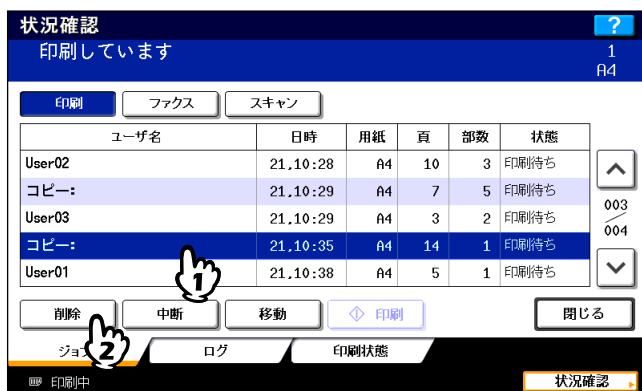 状況確認 ?
印刷しています 1
A4
印刷 ファクス スキャン
ユーザ名 日時 用紙 頁 部数 状態
User02 21,10:28 A4 10 3 印刷待ち
コピー: 21,10:29 A4 7 5 印刷待ち
User03 21,10:29 A4 3 2 印刷待ち
コピー: 21,10:35 A4 14 1 印刷待ち
User01 21,10:38 A4 5 1 印刷待ち
003
004
1
削除 中断 移動 印刷 閉じる
2
ログ 印刷状態
印刷中 状況確認